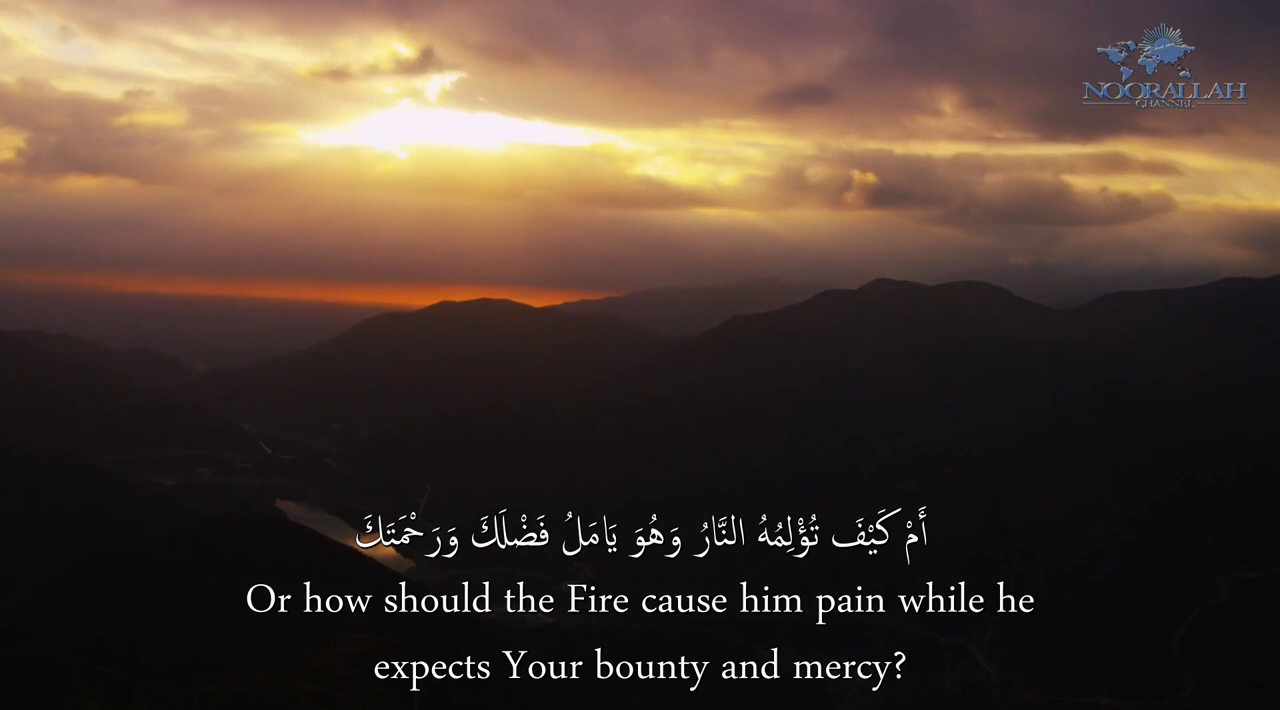 NOORALLAH
CHANNEL
أَمْ كَيْفَ تُؤْلِمُهُ النَّارُ وَهُوَ يَامَلُ فَضْلَكَ وَرَحْمَتَكَ
Or how should the Fire cause him pain while he
expects Your bounty and mercy?